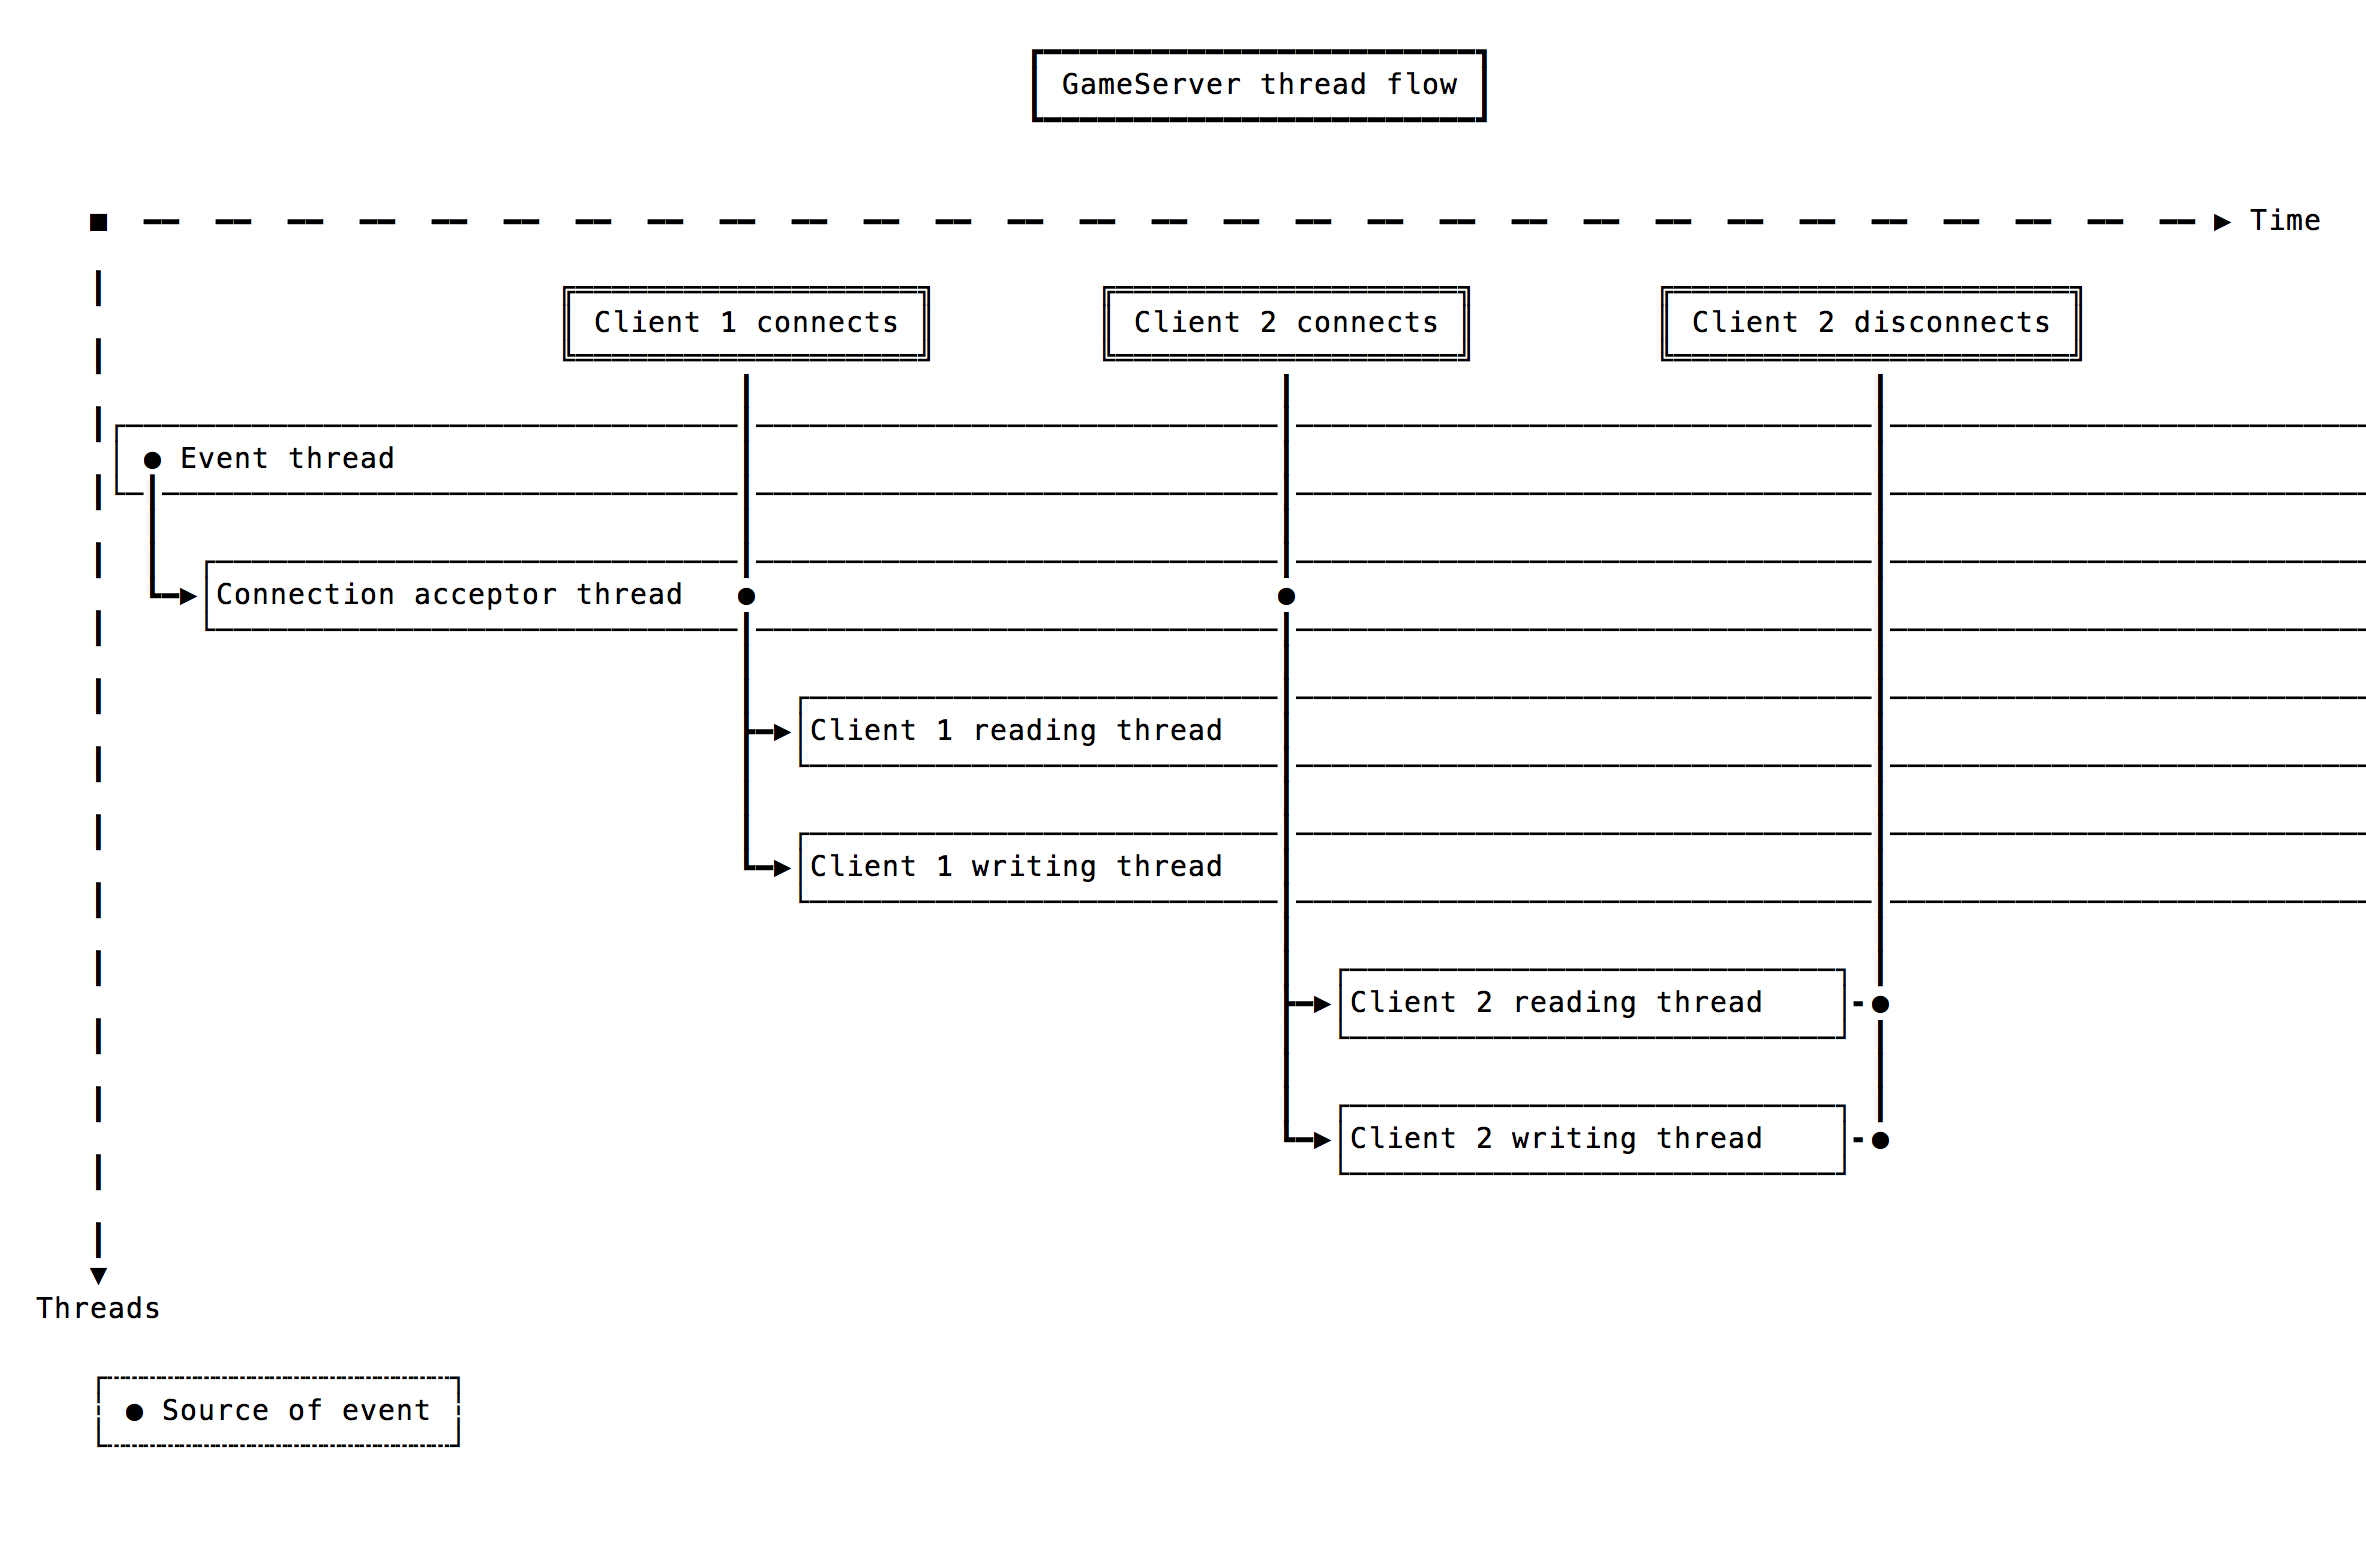 GameServer thread flow
Time
Client 1 connects
Client 2 connects
Client 2 disconnects
Event thread
Connection acceptor thread
Client 1 reading thread
Client 1 writing thread
Client 2 reading thread
Client 2 writing thread
Threads
Source of event